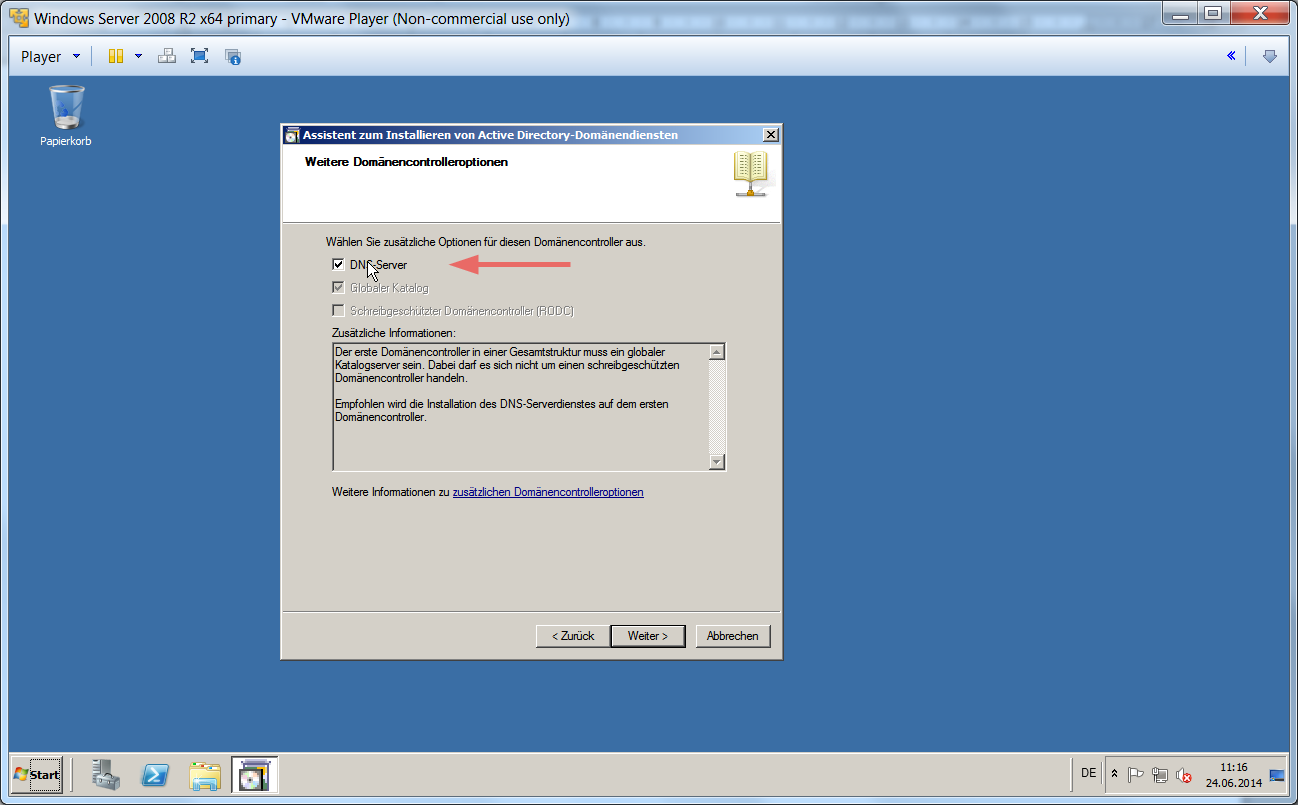 Windows Server 2008 R2 x64 primary - VMware Player (Non-commercial use only)
Player
Papierkorb
Assistent zum Installieren von Active Directory-Domänendiensten
Weitere Domänencontrolleroptionen
Wählen Sie zusätzliche Optionen für diesen Domänencontroller aus.
DNS-Server
Globaler Katalog
Schreibgeschützter Domänencontroller (RODC)
Zusätzliche Informationen:
Der erste Domänencontroller in einer Gesamtstruktur muss ein globaler
Katalogserver sein. Dabei darf es sich nicht um einen schreibgeschützten
Domänencontroller handeln.
Empfohlen wird die Installation des DNS-Serverdienstes auf dem ersten
Domänencontroller.
Weitere Informationen zu zusätzlichen Domänencontrolleroptionen
< Zurück
Weiter >
Abbrechen
Start
DE
11:16
24.06.2014